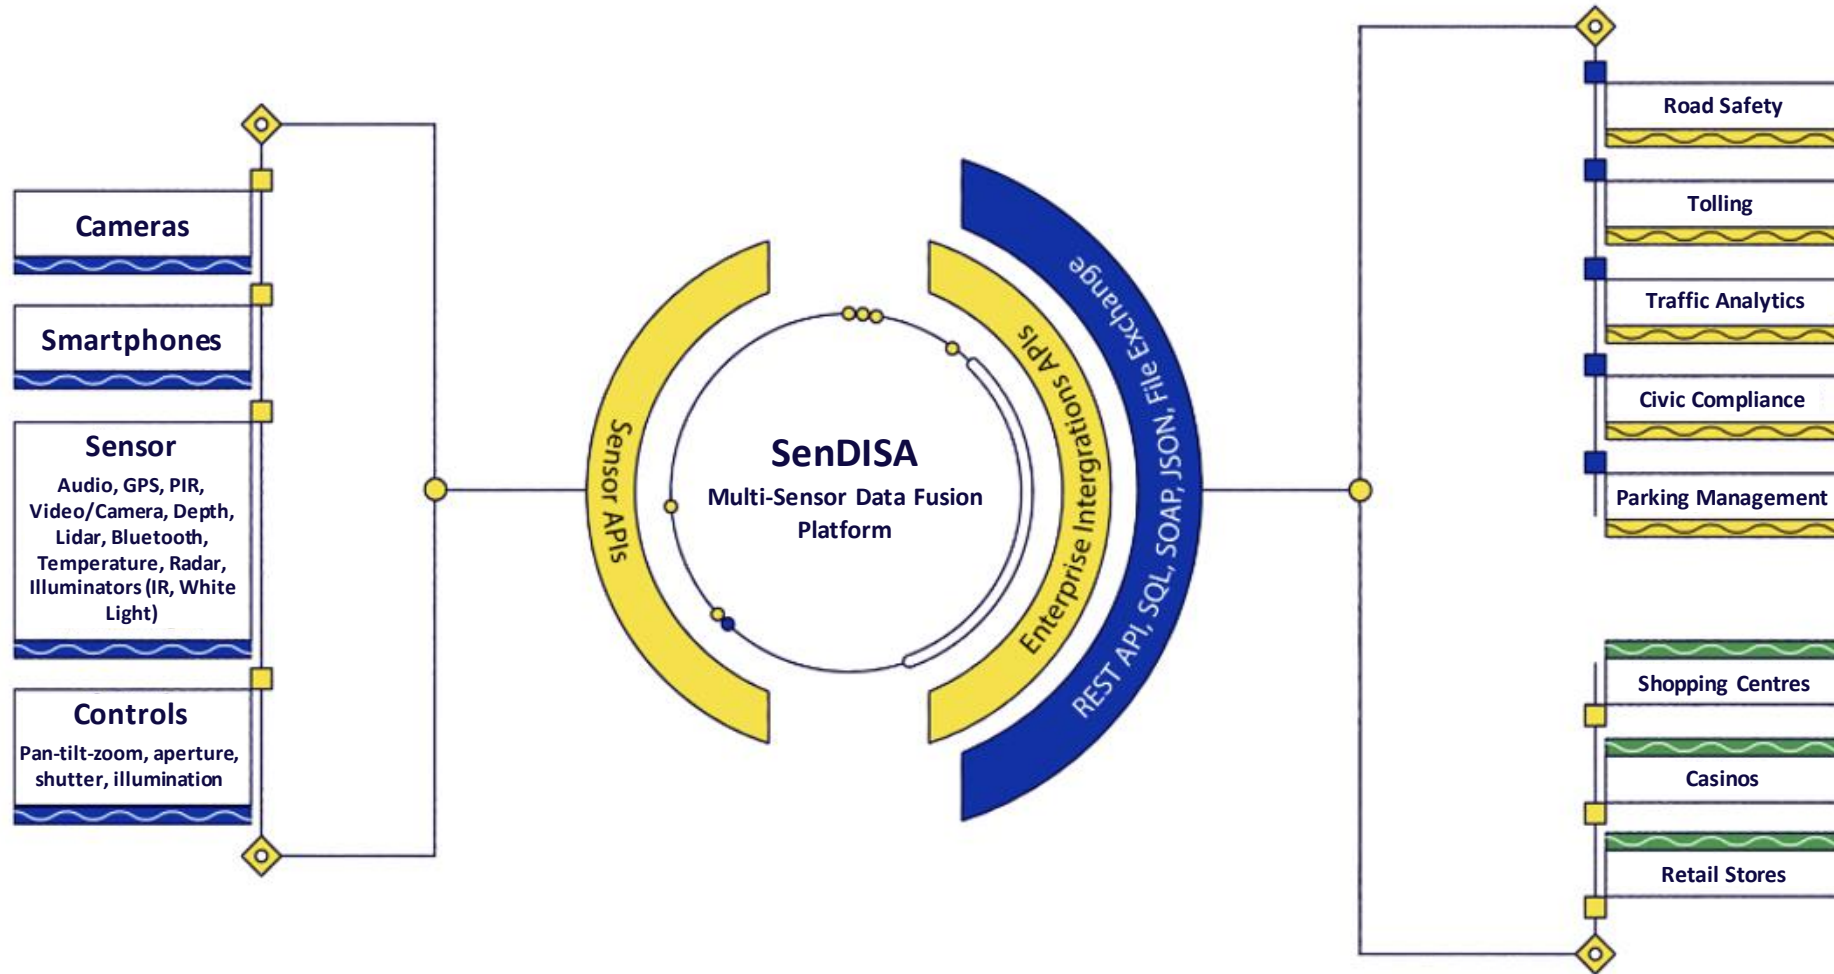 Cameras
Smartphones
Sensor
Audio, GPS, PIR,
Video/Camera, Depth,
Lidar, Bluetooth,
Temperature, Radar,
Illuminators (IR, White
Light)
Controls
Pan-tilt-zoom, aperture,
shutter, illumination
Sensor APIs
SenDISA
Multi-Sensor Data Fusion
Platform
Enterprise Intergrations APIs
REST API, SQL, SOAP, JSON, File Exchange
Road Safety
Tolling
Traffic Analytics
Civic Compliance
Parking Management
Shopping Centres
Casinos
Retail Stores